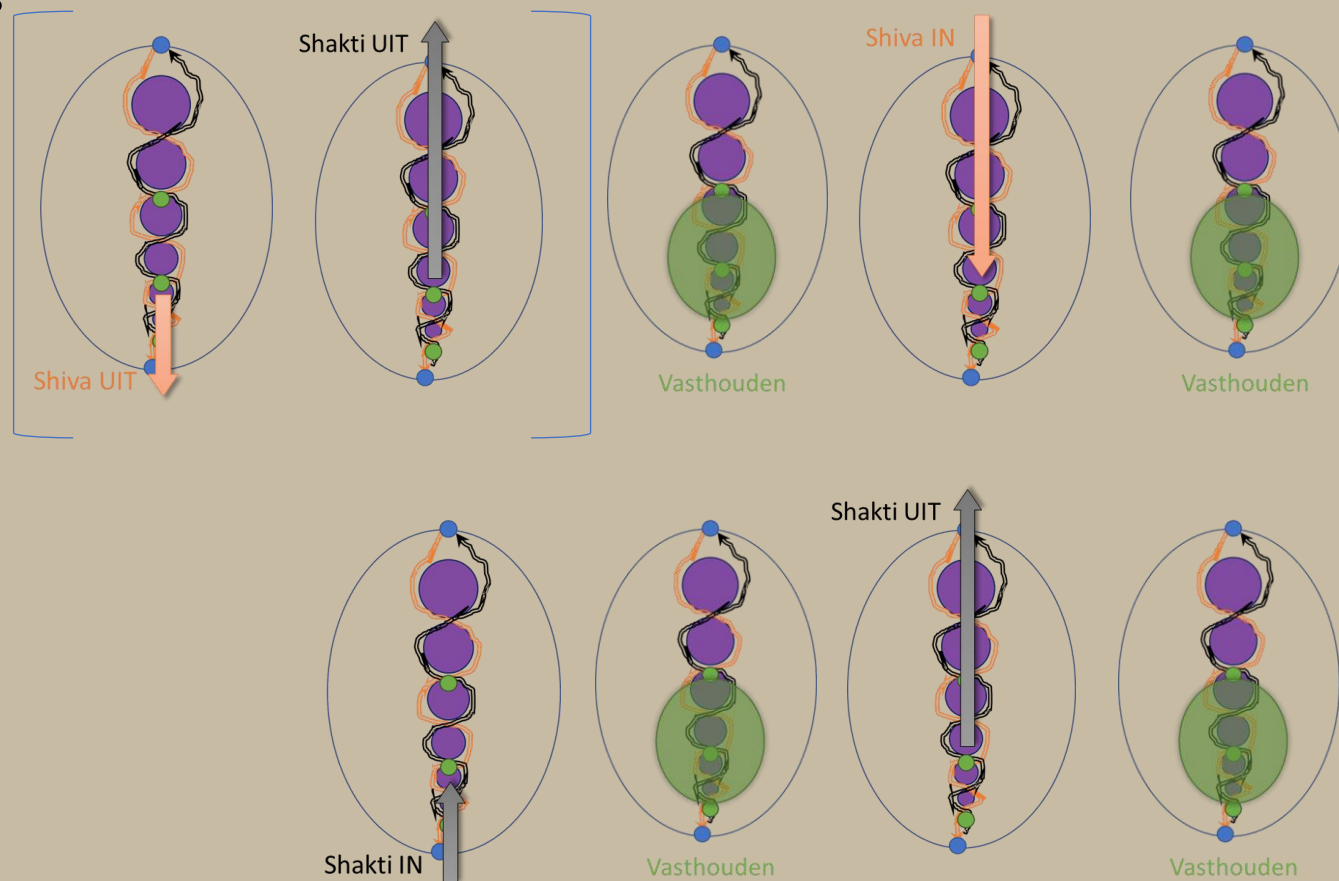 Shakti UIT
Shiva IN
Shiva UIT
Vasthouden
Vasthouden
Shakti UIT
Shakti IN
Vasthouden
Vasthouden